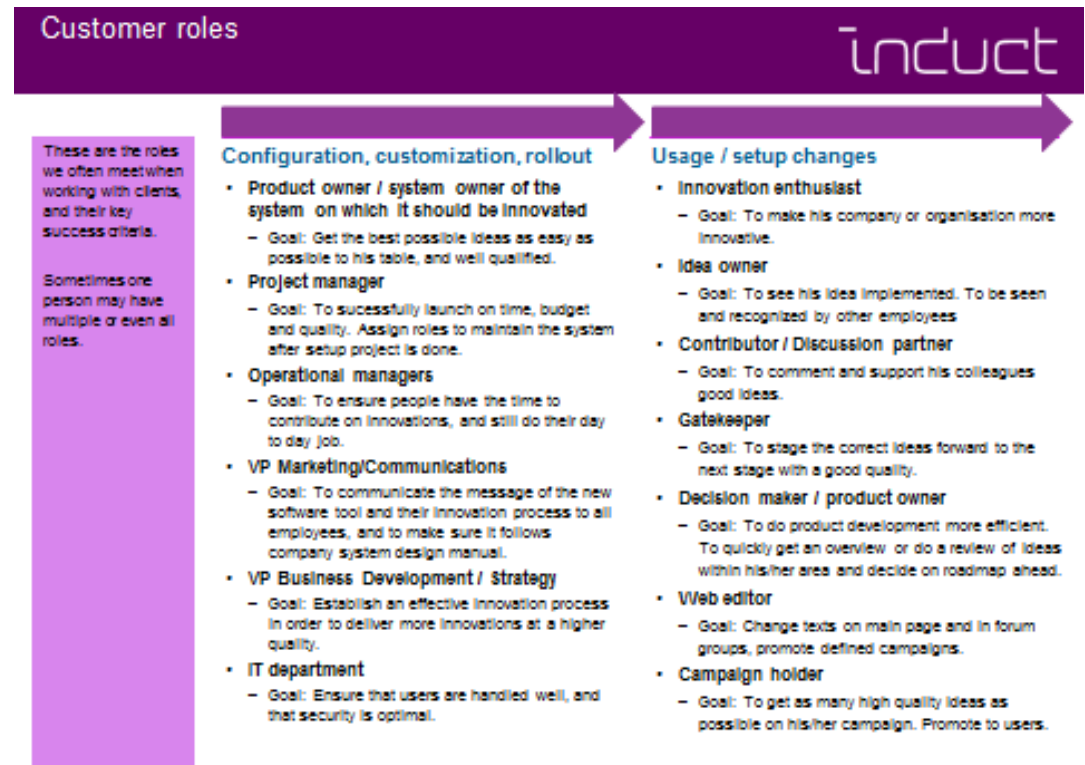 Customer roles
induct
These are the roles
we often meet when
working with clients,
and their key
success criteria.
Sometimes one
person may have
multiple or even all
roles.
Configuration, customization, rollout
• Product owner / system owner of the
system on which it should be innovated
– Goal: Get the best possible ideas as easy as
possible to his table, and well qualified.
• Project manager
– Goal: To sucessfully launch on time, budget
and quality. Assign roles to maintain the system
after setup project is done.
• Operational managers
– Goal: To ensure people have the time to
contribute on innovations, and still do their day
to day job.
• VP Marketing/Communications
– Goal: To communicate the message of the new
software tool and their innovation process to all
employees, and to make sure it follows
company system design manual.
• VP Business Development / Strategy
– Goal: Establish an effective innovation process
in order to deliver more innovations at a higher
quality.
• IT department
– Goal: Ensure that users are handled well, and
that security is optimal.
Usage / setup changes
• Innovation enthusiast
– Goal: To make his company or organisation more
innovative.
• Idea owner
– Goal: To see his idea implemented. To be seen
and recognized by other employees
• Contributor / Discussion partner
– Goal: To comment and support his colleagues
good ideas.
• Gatekeeper
– Goal: To stage the correct ideas forward to the
next stage with a good quality.
• Decision maker / product owner
– Goal: To do product development more efficient.
To quickly get an overview or do a review of ideas
within his/her area and decide on roadmap ahead.
• Web editor
– Goal: Change texts on main page and in forum
groups, promote defined campaigns.
• Campaign holder
– Goal: To get as many high quality ideas as
possible on his/her campaign. Promote to users.